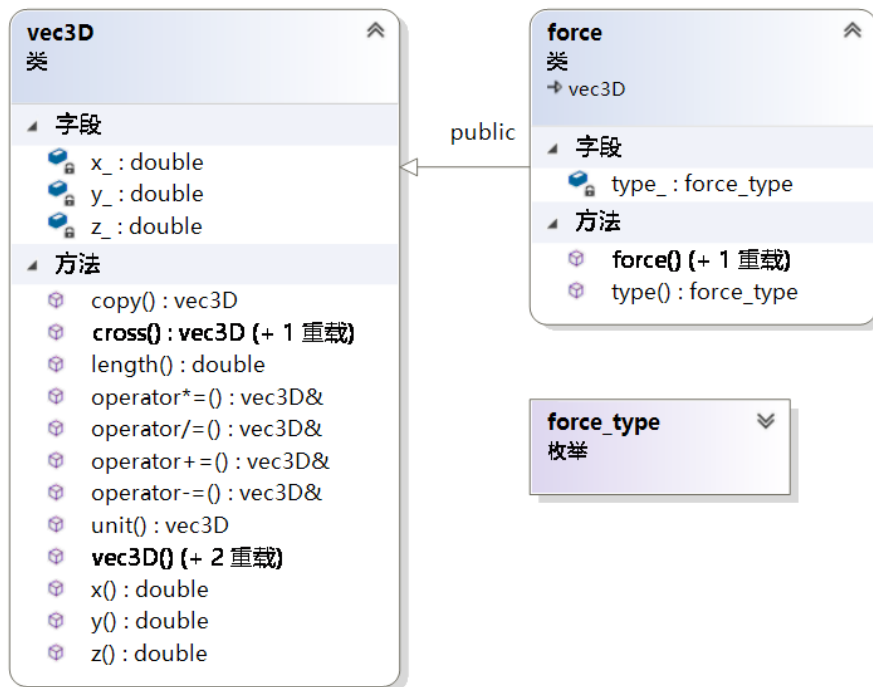 vec3D
类
字段
x_ : double
y_ : double
z_ : double
方法
copy() : vec3D
cross() : vec3D (+ 1 重载)
length() : double
operator*=() : vec3D&
operator/=() : vec3D&
operator+=() : vec3D&
operator-=() : vec3D&
unit() : vec3D
vec3D() (+ 2 重载)
x() : double
y() : double
z() : double
public
force
类
vec3D
字段
type_ : force_type
方法
force() (+ 1 重载)
type() : force_type
force_type
枚举